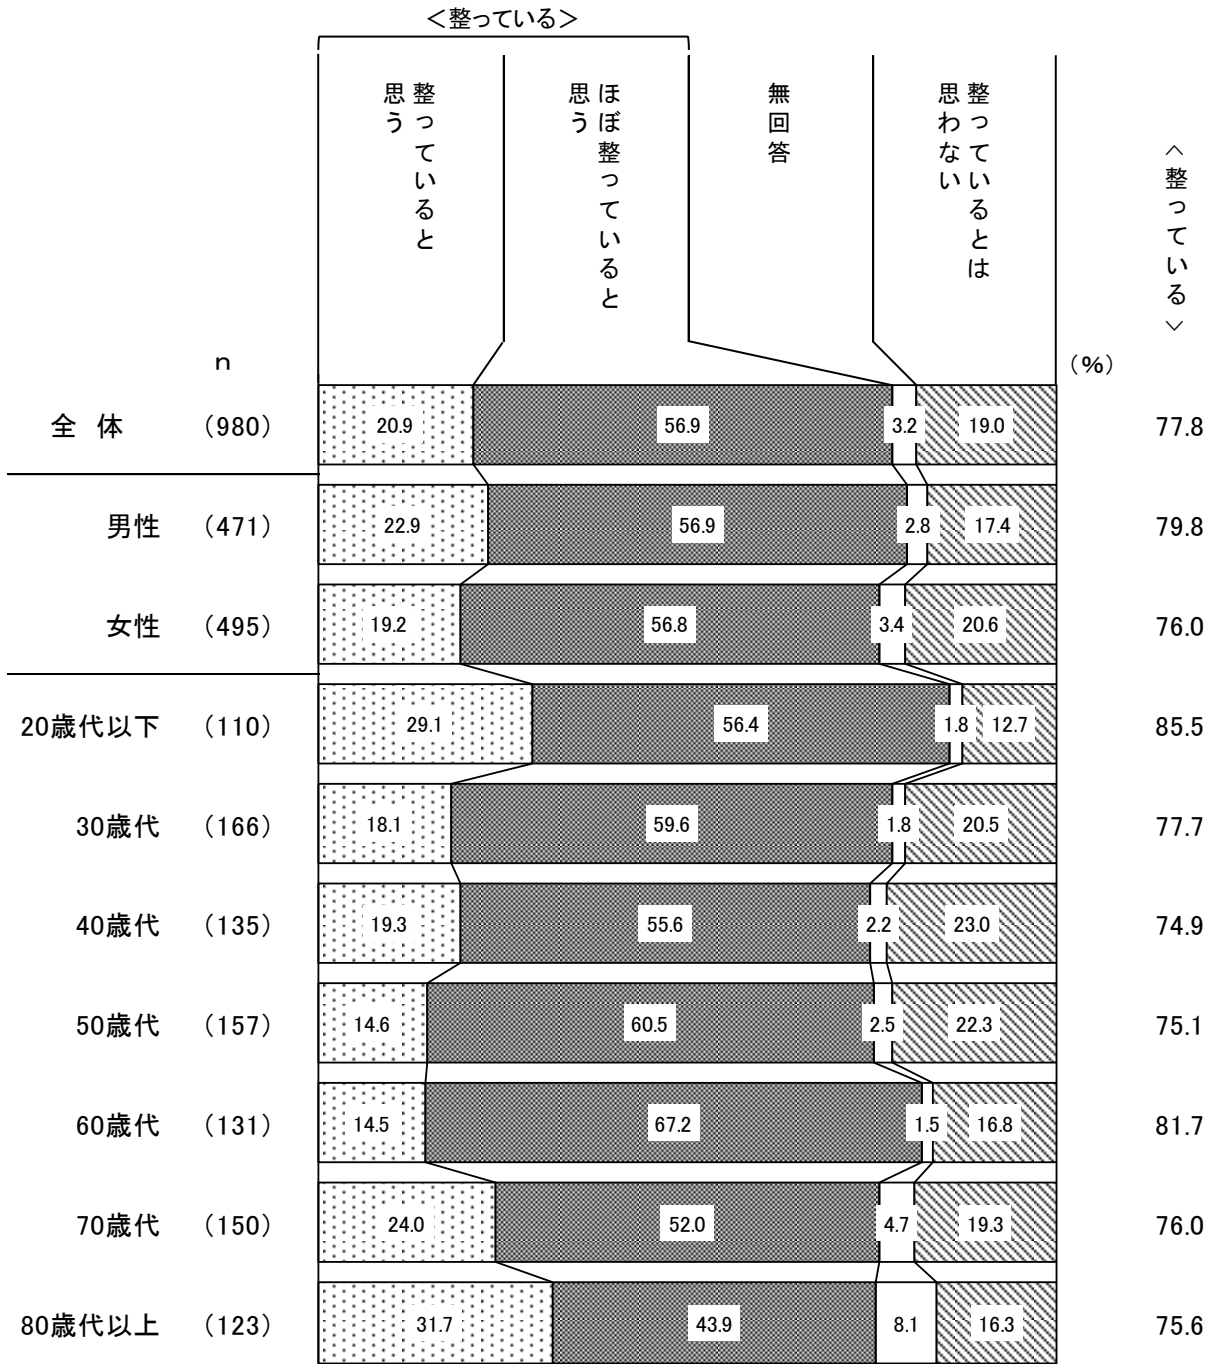 ＜整っている＞
整っていると
思う
ほぼ整っていると
思う
無回答
整っているとは
思わない
＜整っている＞
ｎ
（％）
全 体 （980） 20.9 56.9 3.2 19.0 77.8
男性 （471） 22.9 56.9 2.8 17.4 79.8
女性 （495） 19.2 56.8 3.4 20.6 76.0
20歳代以下 （110） 29.1 56.4 1.8 12.7 85.5
30歳代 （166） 18.1 59.6 1.8 20.5 77.7
40歳代 （135） 19.3 55.6 2.2 23.0 74.9
50歳代 （157） 14.6 60.5 2.5 22.3 75.1
60歳代 （131） 14.5 67.2 1.5 16.8 81.7
70歳代 （150） 24.0 52.0 4.7 19.3 76.0
80歳代以上 （123） 31.7 43.9 8.1 16.3 75.6